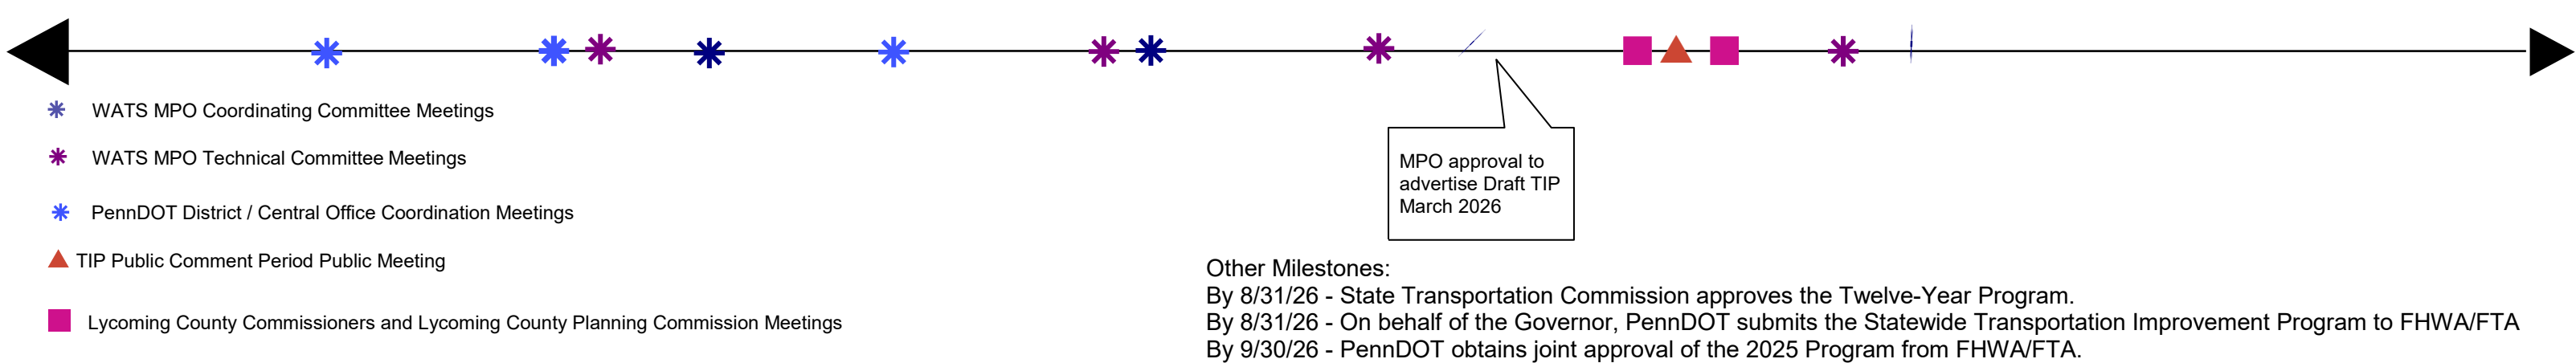 WATS MPO Coordinating Committee Meetings
WATS MPO Technical Committee Meetings
PennDOT District / Central Office Coordination Meetings
TIP Public Comment Period Public Meeting
Lycoming County Commissioners and Lycoming County Planning Commission Meetings
MPO approval to
advertise Draft TIP
March 2026
Other Milestones:
By 8/31/26 - State Transportation Commission approves the Twelve-Year Program.
By 8/31/26 - On behalf of the Governor, PennDOT submits the Statewide Transportation Improvement Program to FHWA/FTA
By 9/30/26 - PennDOT obtains joint approval of the 2025 Program from FHWA/FTA.